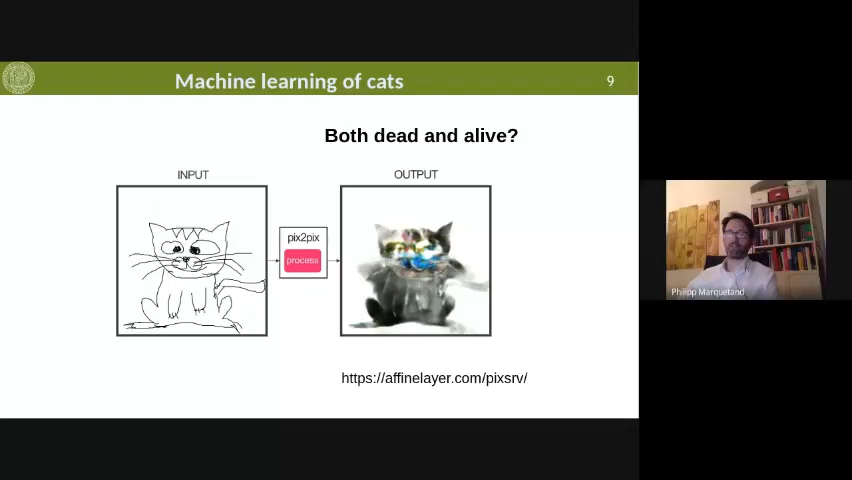 Machine learning of cats
9
Both dead and alive?
INPUT
OUTPUT
pix2pix
process
https://affinelayer.com/pixsrv/
Philipp Marquetand